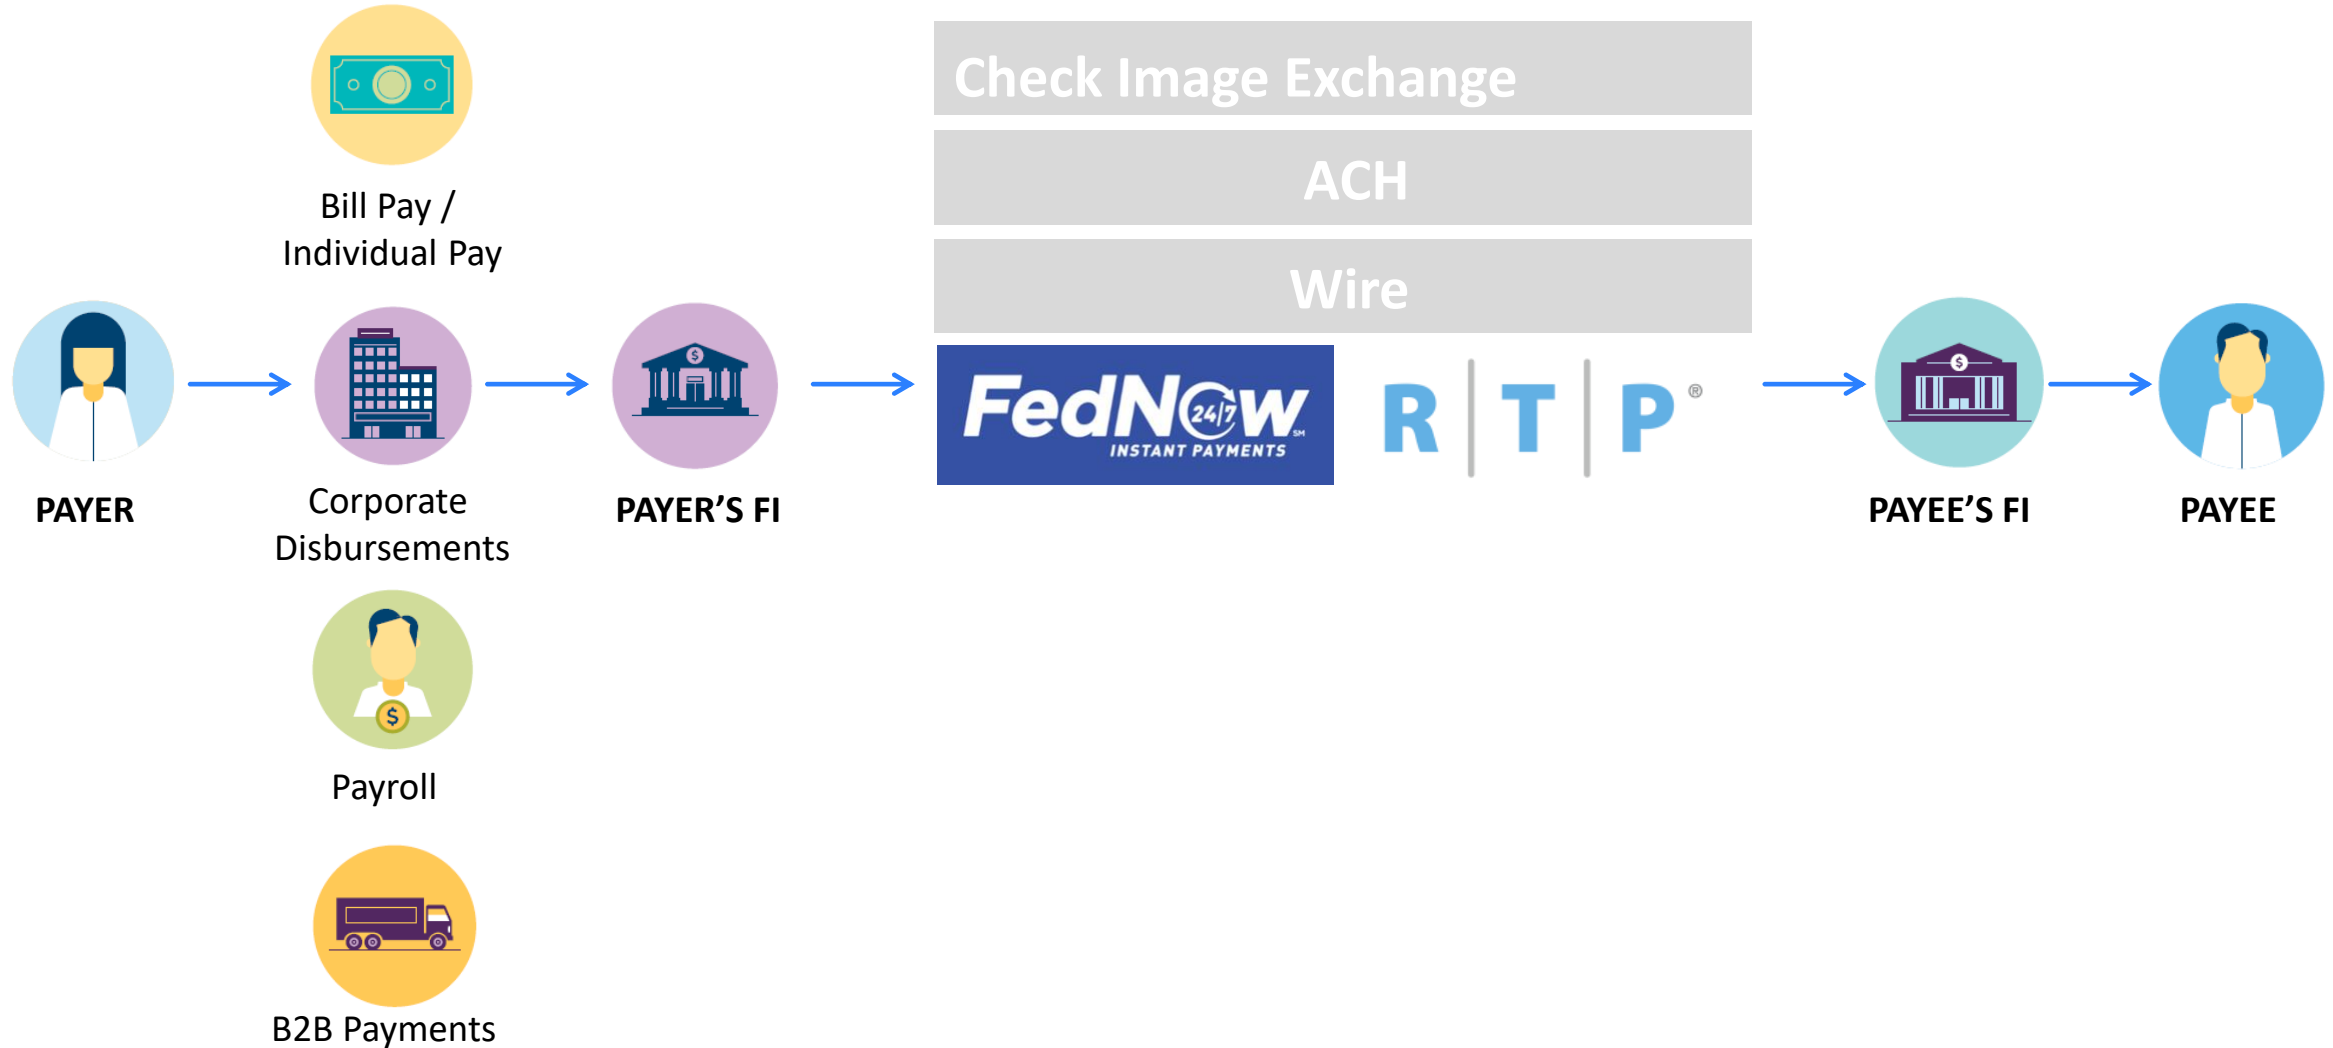 Bill Pay /
Individual Pay
PAYER
Corporate
Disbursements
Payroll
B2B Payments
$
$
PAYER'S FI
Check Image Exchange
ACH
Wire
FedNow 24/7 SM
INSTANT PAYMENTS
R|T|P®
$
PAYEE'S FI
PAYEE